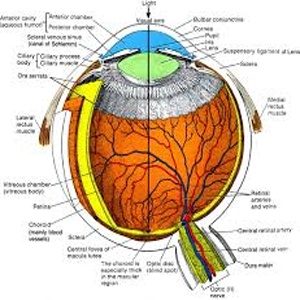 Light
Visual axis
Anterior cavity
(aqueous humor)
Anterior chamber
Posterior chamber
Scleral venous sinus
(canal of Schlemm)
Ciliary body
Ciliary process
Ciliary muscle
Ora serrata
Lateral
rectus
muscle
Vitreous chamber
(vitreous body)
Retina
Choroid
(mainly blood
vessels)
Sclera
Central fovea of
macula lutea
The choroid is
especially thick
in the macular
region
Optic disc
(blind spot)
Bulbar conjunctiva
Cornea
Pupil
Iris
Lens
Suspensory ligament of Lens
Sclera
Medial
rectus
muscle
Retinal
arteries and
veins
Central retinal artery
Central retinal vein
Dura mater
Optic (II)
nerve